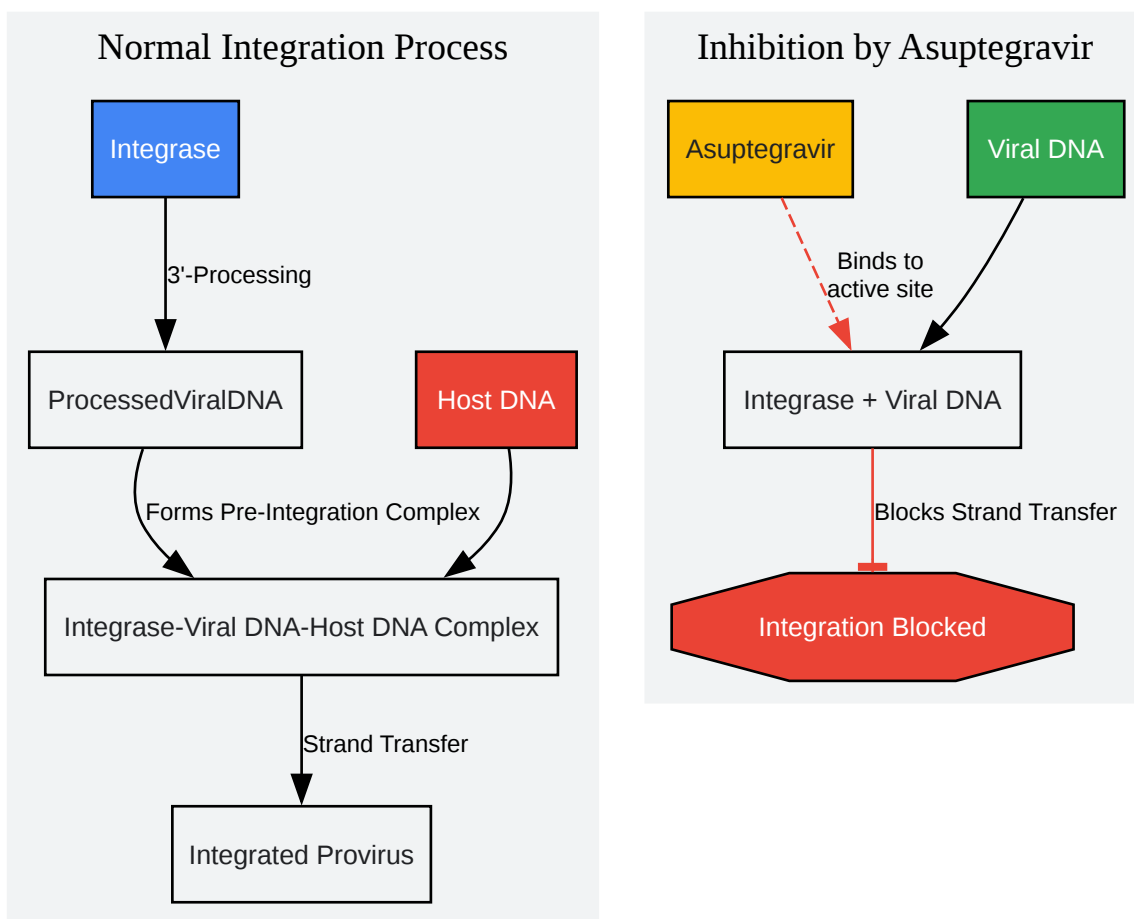 Normal Integration Process
Integrase
3'-Processing
ProcessedViralDNA
Host DNA
Forms Pre-Integration Complex
Integrase-Viral DNA-Host DNA Complex
Strand Transfer
Integrated Provirus
Inhibition by Asuptegravir
Asuptegravir
Viral DNA
Binds to
active site
Integrase + Viral DNA
Blocks Strand Transfer
Integration Blocked